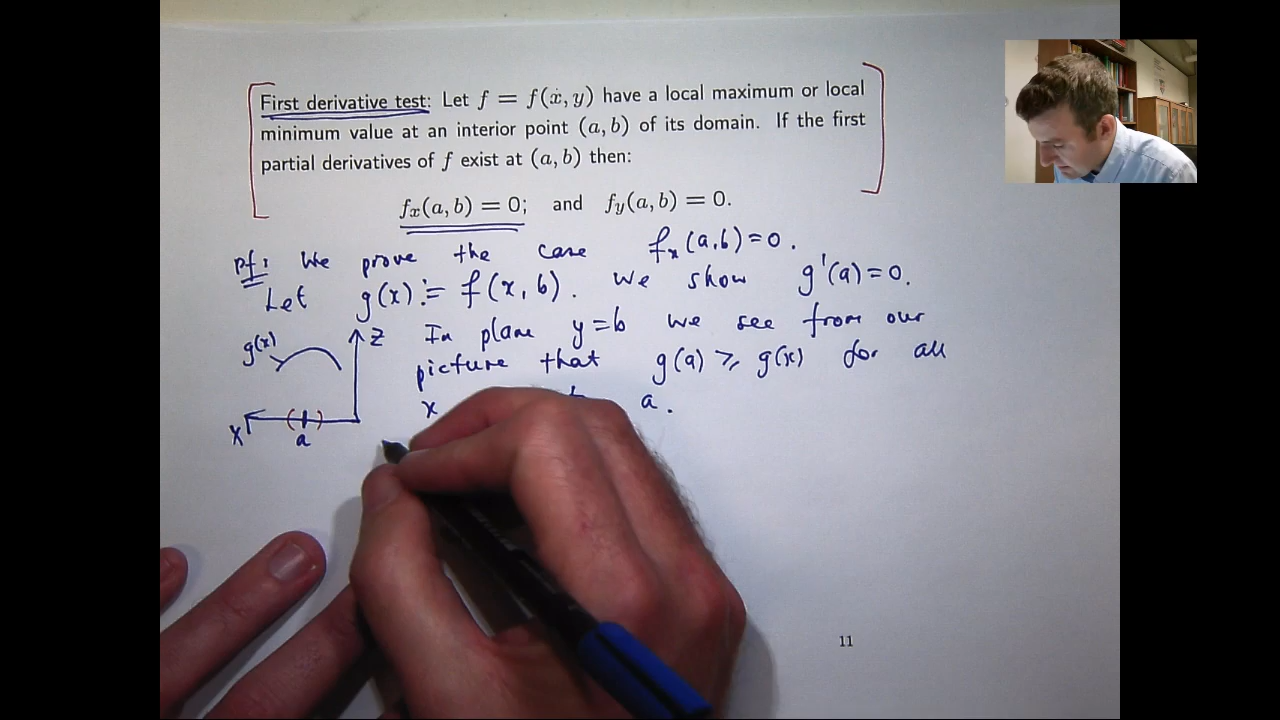 First derivative test: Let f = f(x, y) have a local maximum or local
minimum value at an interior point (a, b) of its domain. If the first
partial derivatives of f exist at (a, b) then:
fx(a, b) = 0; and fy(a, b) = 0.
pf: We prove the case fx(a,b)=0.
Let g(x) := f(x, b). We show g'(a)=0.
In plane y=b we see from our
picture that g(a) ≥ g(x) for all
x a.
g(x)
z
x
a
11